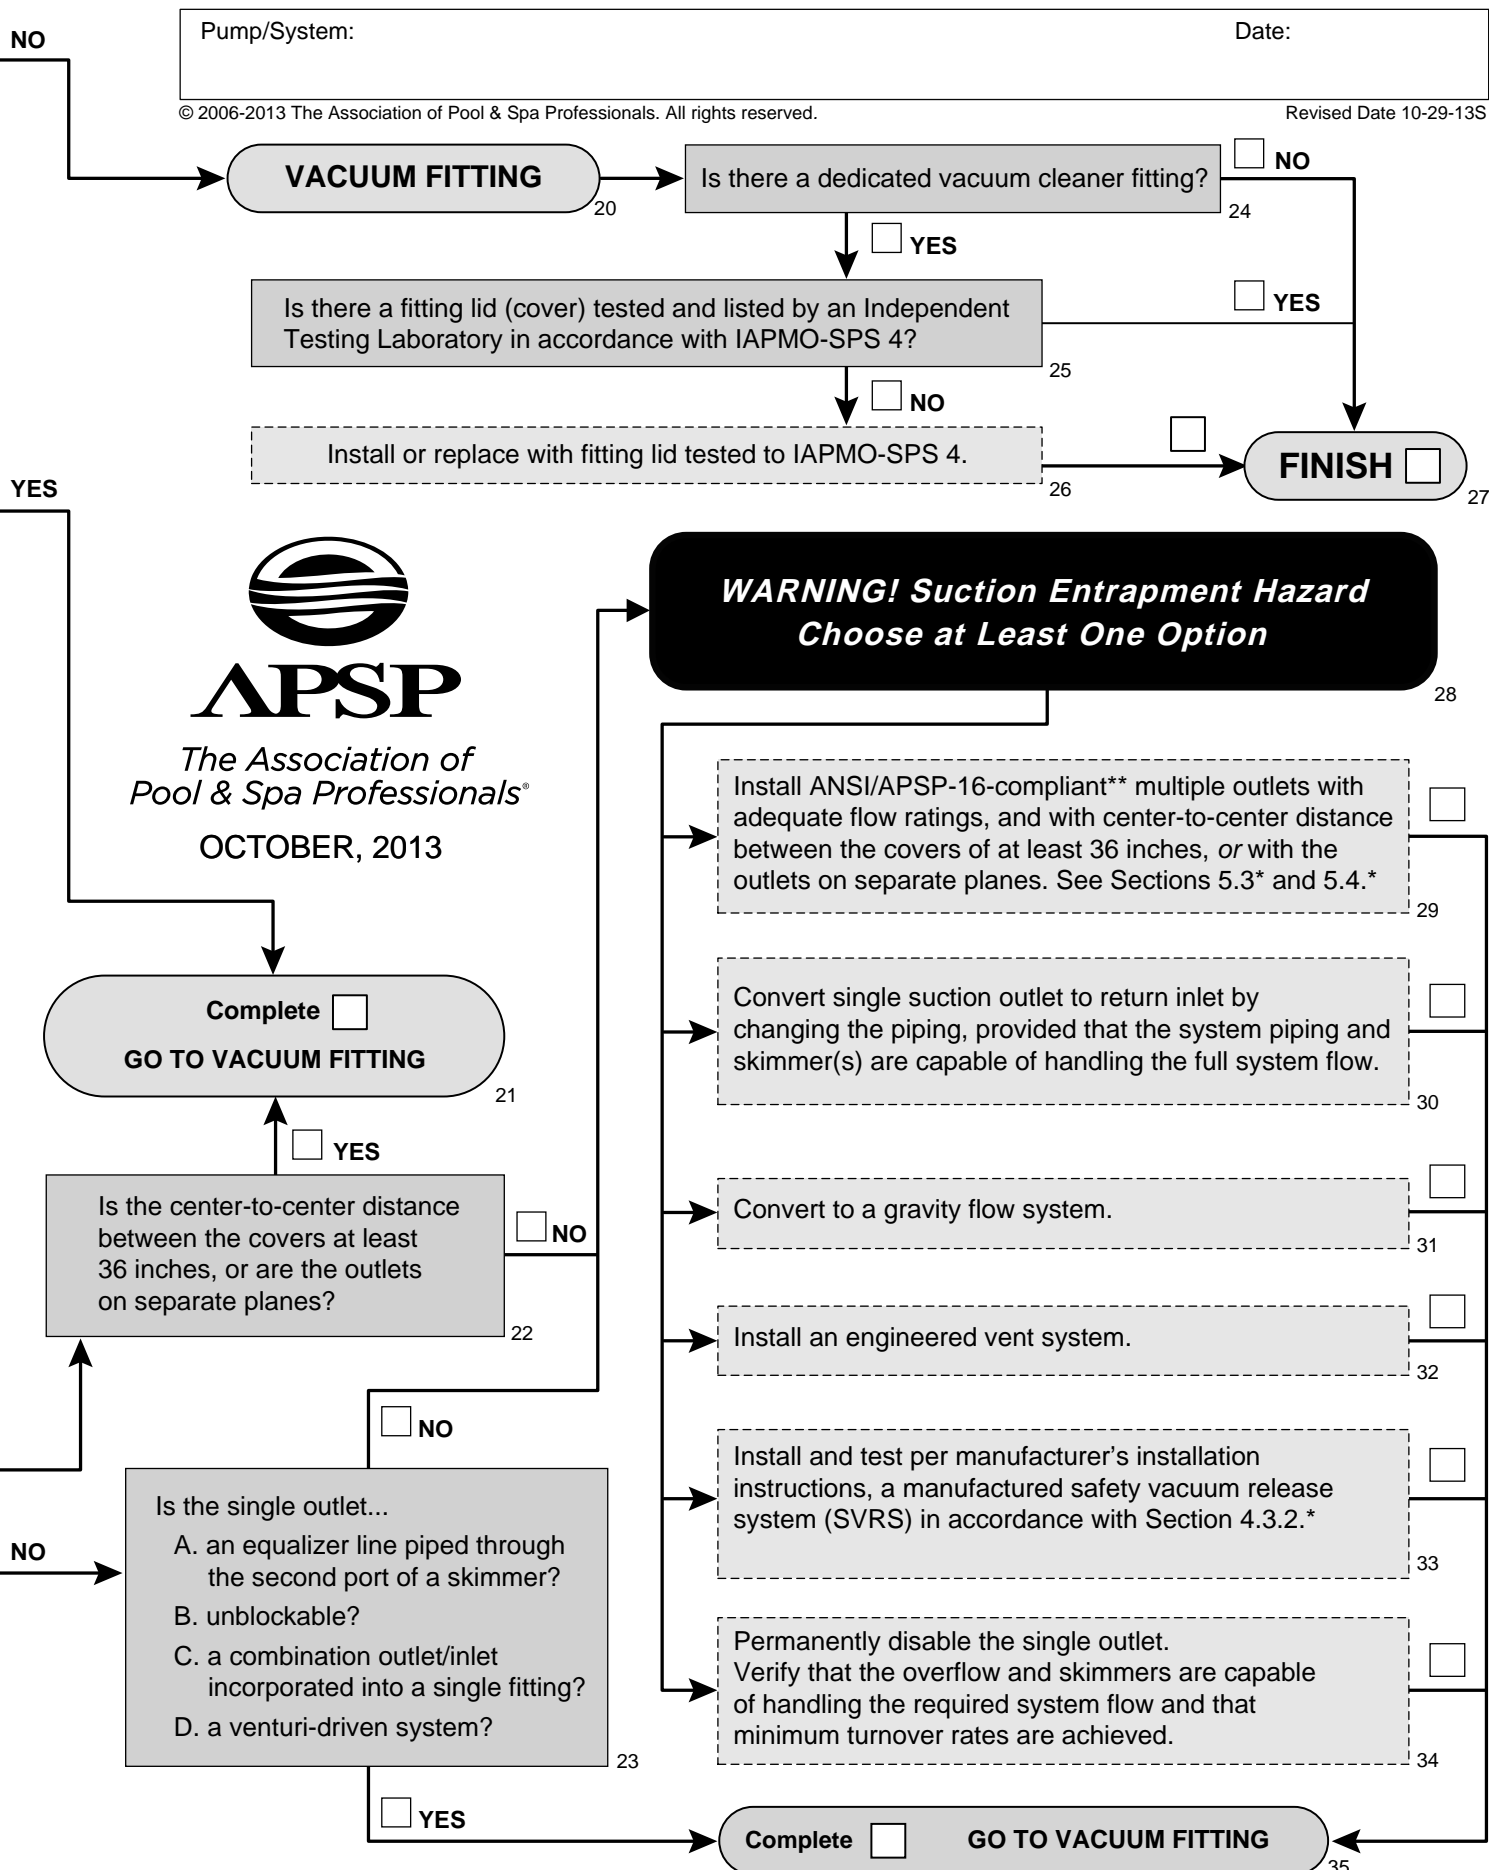 NO
Pump/System: Date:
© 2006-2013 The Association of Pool & Spa Professionals. All rights reserved. Revised Date 10-29-13S
VACUUM FITTING
20
Is there a dedicated vacuum cleaner fitting?
24
NO
YES
Is there a fitting lid (cover) tested and listed by an Independent
Testing Laboratory in accordance with IAPMO-SPS 4?
25
YES
NO
Install or replace with fitting lid tested to IAPMO-SPS 4.
26
FINISH
27
YES
APSP
The Association of
Pool & Spa Professionals®
OCTOBER, 2013
WARNING! Suction Entrapment Hazard
Choose at Least One Option
28
Install ANSI/APSP-16-compliant** multiple outlets with
adequate flow ratings, and with center-to-center distance
between the covers of at least 36 inches, or with the
outlets on separate planes. See Sections 5.3* and 5.4.*
29
Complete
GO TO VACUUM FITTING
21
Convert single suction outlet to return inlet by
changing the piping, provided that the system piping and
skimmer(s) are capable of handling the full system flow.
30
YES
Is the center-to-center distance
between the covers at least
36 inches, or are the outlets
on separate planes?
22
NO
Convert to a gravity flow system.
31
Install an engineered vent system.
32
NO
Is the single outlet...
A. an equalizer line piped through
the second port of a skimmer?
B. unblockable?
C. a combination outlet/inlet
incorporated into a single fitting?
D. a venturi-driven system?
23
NO
Install and test per manufacturer’s installation
instructions, a manufactured safety vacuum release
system (SVRS) in accordance with Section 4.3.2.*
33
Permanently disable the single outlet.
Verify that the overflow and skimmers are capable
of handling the required system flow and that
minimum turnover rates are achieved.
34
YES
Complete GO TO VACUUM FITTING
35